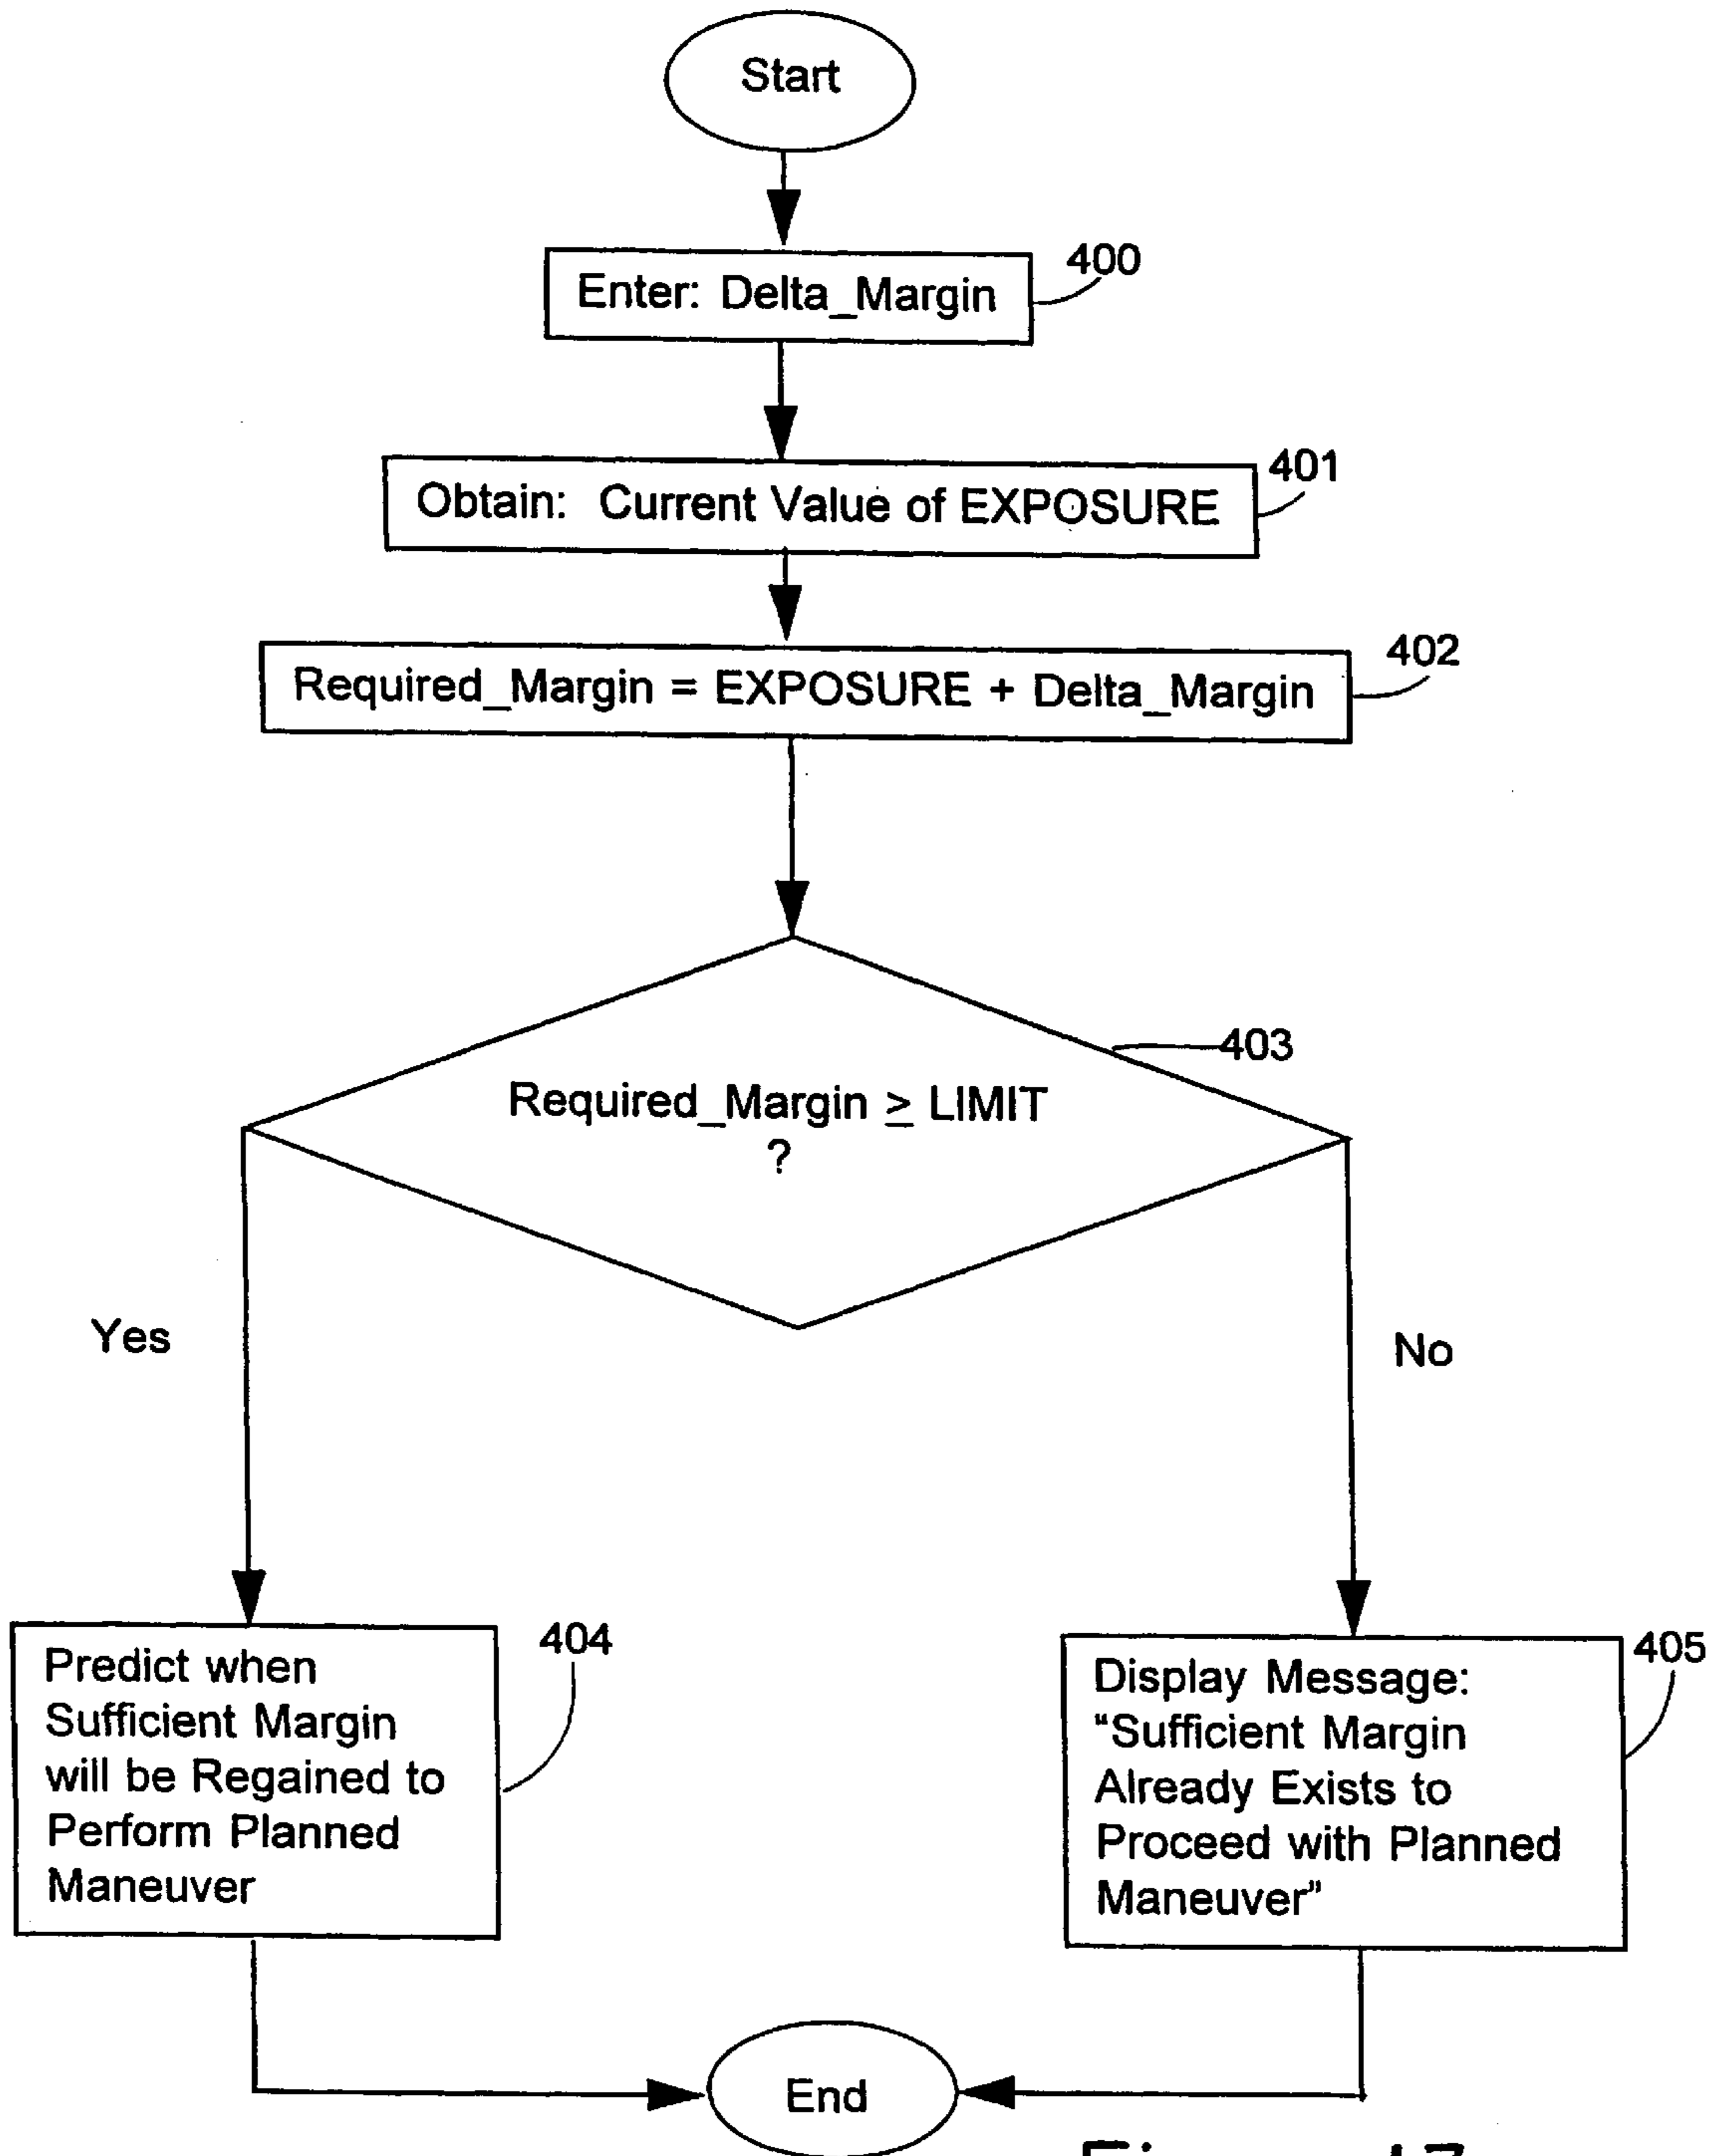 Start
Enter: Delta_Margin
400
Obtain: Current Value of EXPOSURE
401
Required_Margin = EXPOSURE + Delta_Margin
402
403
Required_Margin ≥ LIMIT
?
Yes
No
Predict when
Sufficient Margin
will be Regained to
Perform Planned
Maneuver
404
Display Message:
“Sufficient Margin
Already Exists to
Proceed with Planned
Maneuver”
405
End